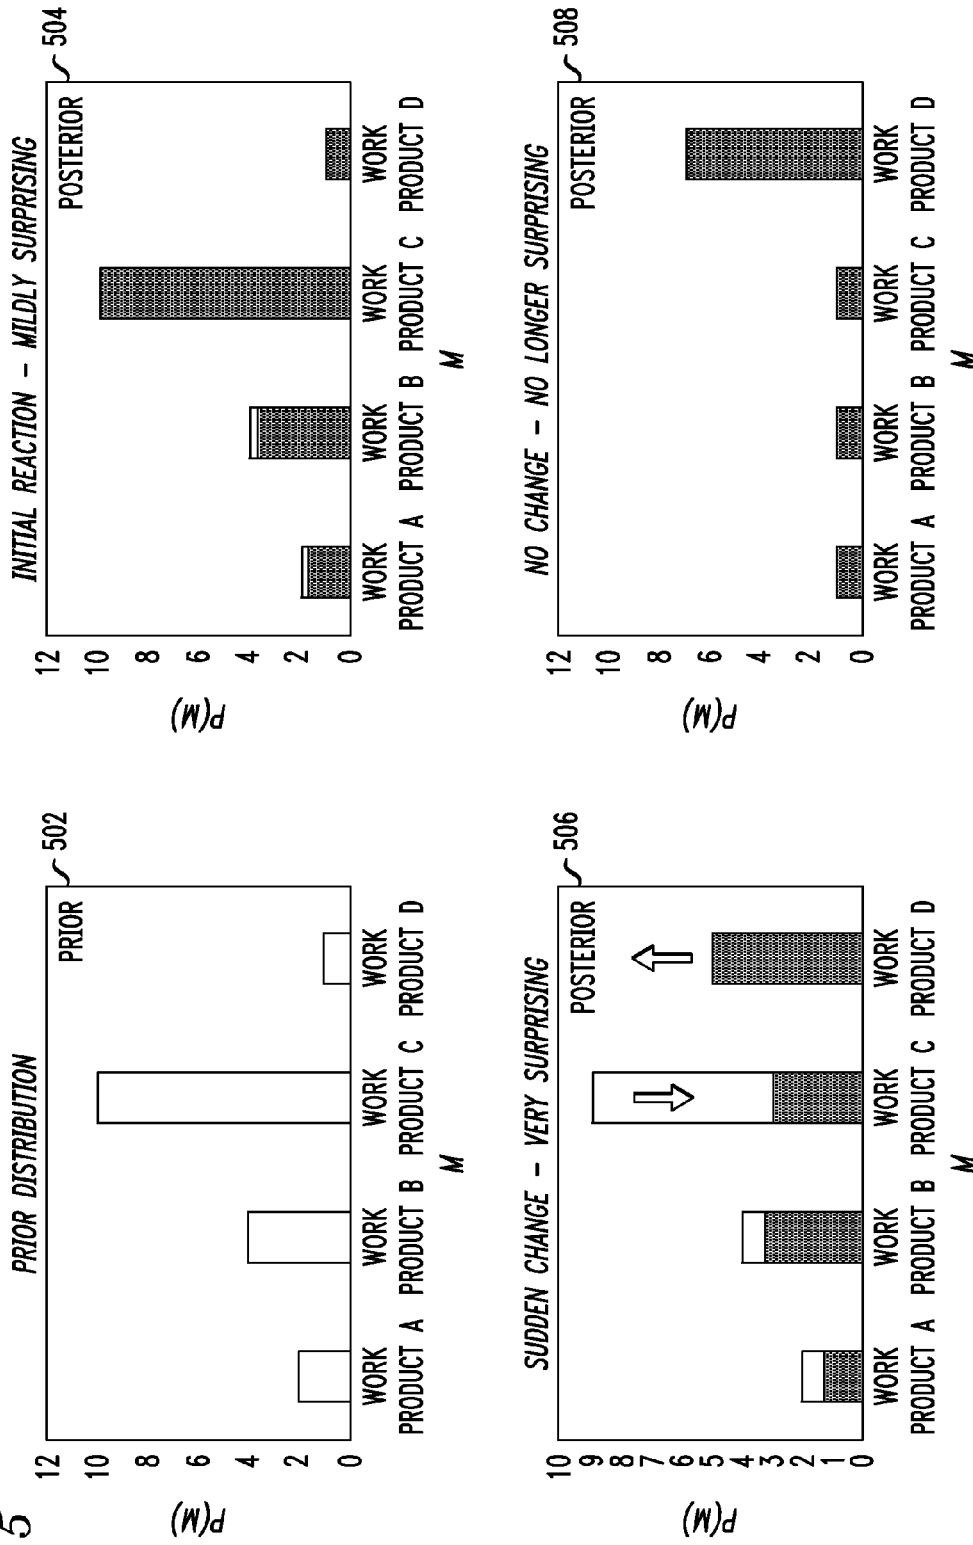 5
PRIOR DISTRIBUTION
12
10
8
6
4
2
0
P(M)
PRIOR
502
WORK PRODUCT A
WORK PRODUCT B
WORK PRODUCT C
WORK PRODUCT D
M
INITIAL REACTION - MILDLY SURPRISING
12
10
8
6
4
2
0
P(M)
POSTERIOR
504
WORK PRODUCT A
WORK PRODUCT B
WORK PRODUCT C
WORK PRODUCT D
M
SUDDEN CHANGE - VERY SURPRISING
10
9
8
7
6
5
4
3
2
1
0
P(M)
POSTERIOR
506
WORK PRODUCT A
WORK PRODUCT B
WORK PRODUCT C
WORK PRODUCT D
M
NO CHANGE - NO LONGER SURPRISING
12
10
8
6
4
2
0
P(M)
POSTERIOR
508
WORK PRODUCT A
WORK PRODUCT B
WORK PRODUCT C
WORK PRODUCT D
M